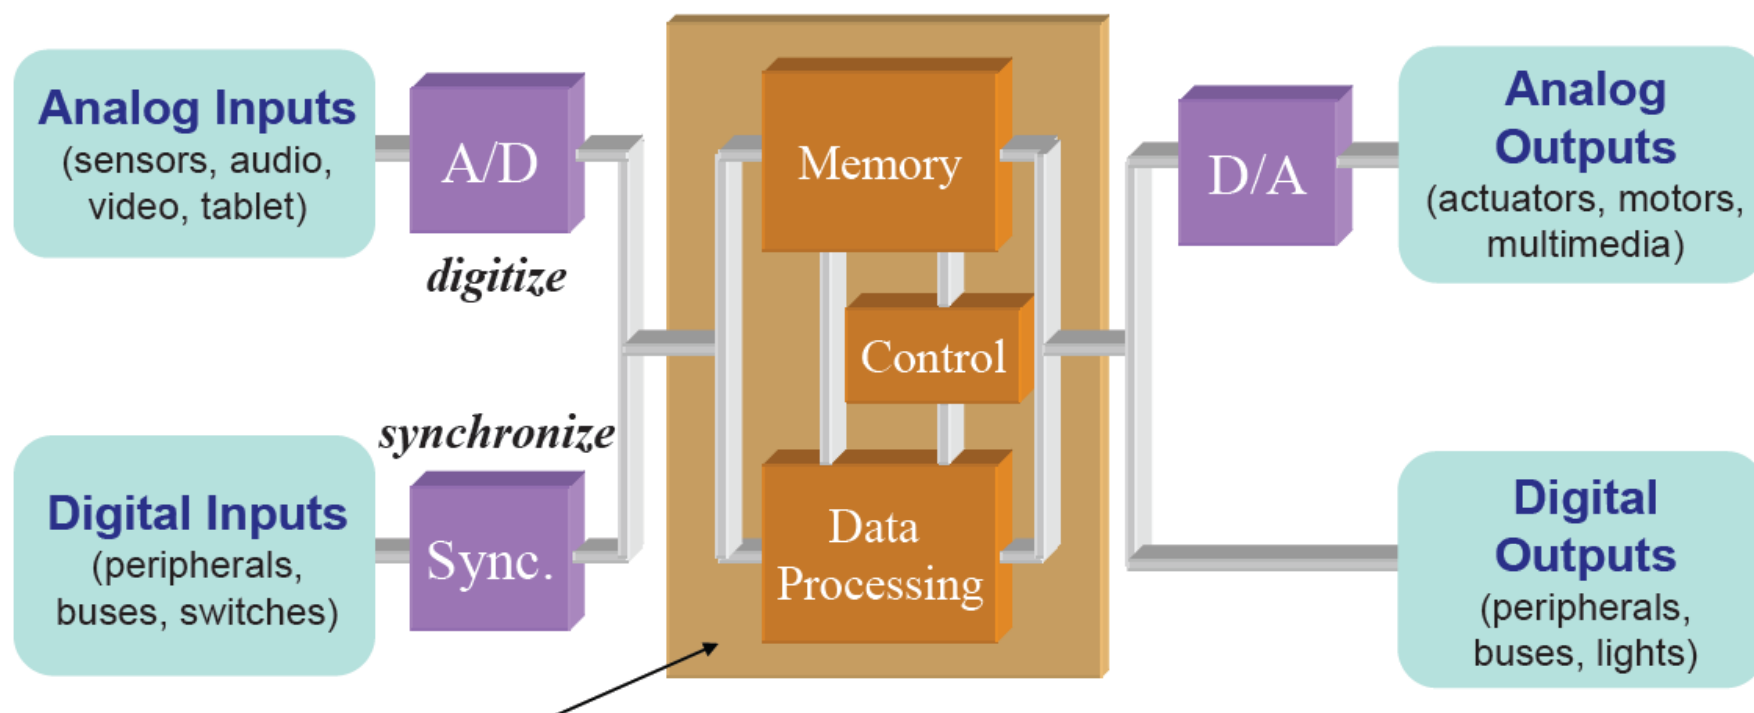 Analog Inputs
(sensors, audio,
video, tablet)
A/D
digitize
synchronize
Digital Inputs
(peripherals,
buses, switches)
Sync.
Memory
Control
Data
Processing
D/A
Analog
Outputs
(actuators, motors,
multimedia)
Digital
Outputs
(peripherals,
buses, lights)